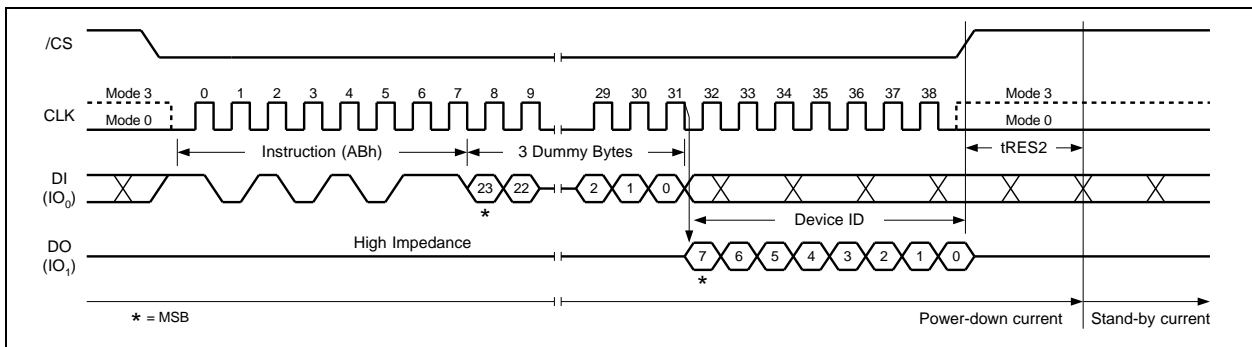 /CS
Mode 3 0 1 2 3 4 5 6 7 8 9 29 30 31 32 33 34 35 36 37 38 Mode 3
CLK
Mode 0 Mode 0
Instruction (ABh) 3 Dummy Bytes tRES2
DI
(IO0)
23 22 2 1 0
*
Device ID
High Impedance
DO
(IO1)
7 6 5 4 3 2 1 0
*
* = MSB
Power-down current Stand-by current